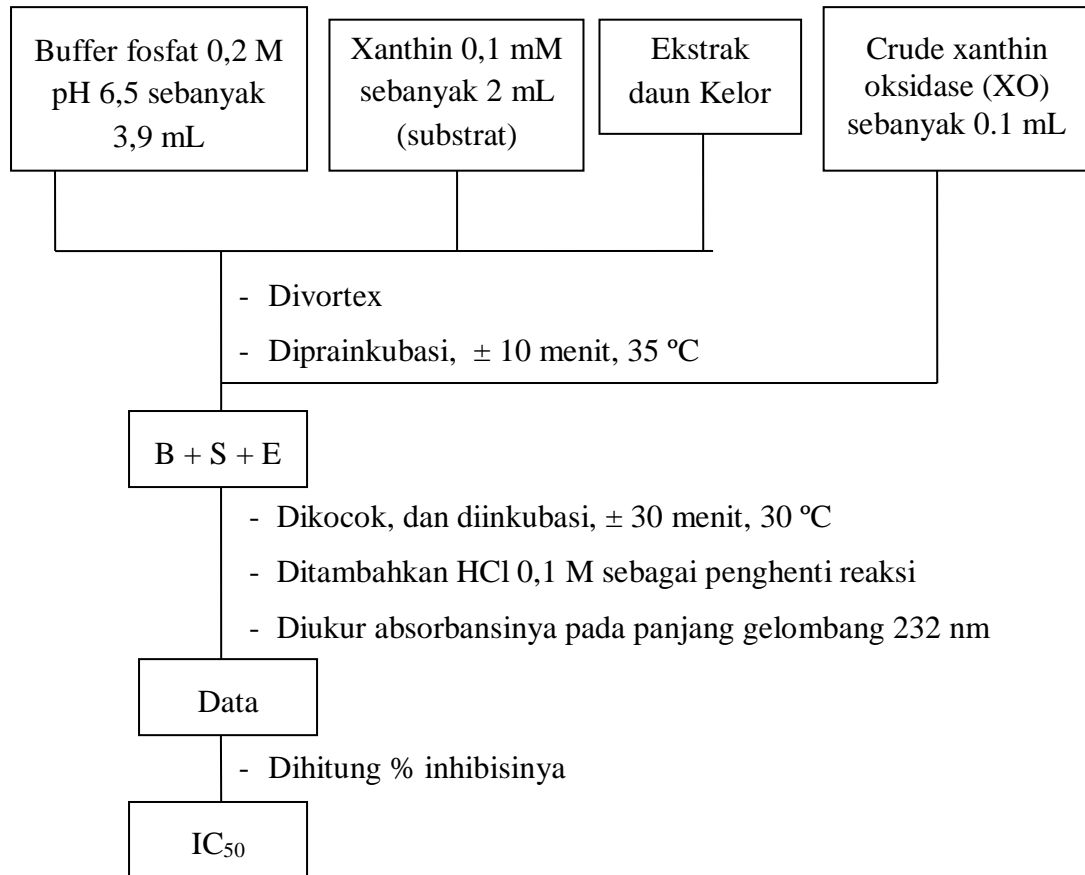 Buffer fosfat 0,2 M
pH 6,5 sebanyak
3,9 mL
Xanthin 0,1 mM
sebanyak 2 mL
(substrat)
Ekstrak
daun Kelor
Crude xanthin
oksidase (XO)
sebanyak 0.1 mL
- Divortex
- Diprainkubasi, ± 10 menit, 35 ºC
B + S + E
- Dikocok, dan diinkubasi, ± 30 menit, 30 ºC
- Ditambahkan HCl 0,1 M sebagai penghenti reaksi
- Diukur absorbansinya pada panjang gelombang 232 nm
Data
- Dihitung % inhibisinya
IC₅₀